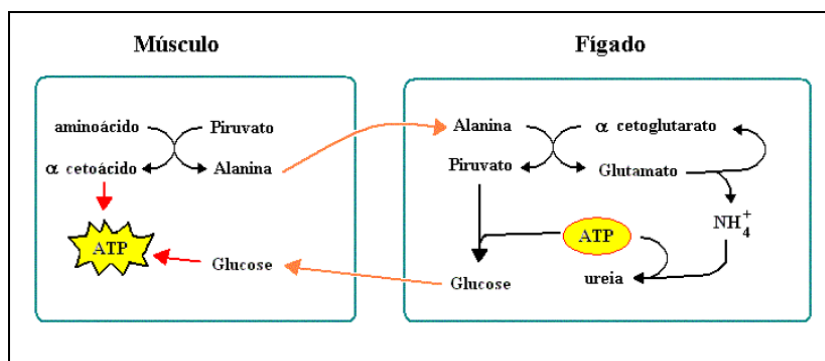 Músculo
Fígado
aminoácido
Piruvato
α cetoácido
Alanina
ATP
Glucose
Alanina
α cetoglutarato
Piruvato
Glutamato
NH4+
ATP
Glucose
ureia